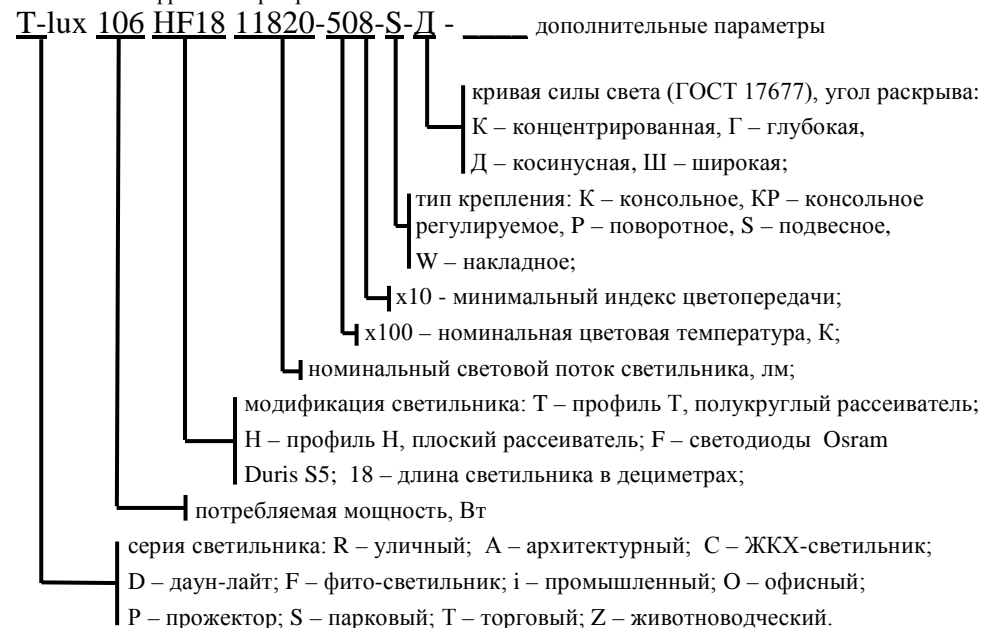 T-lux 106 HF18 11820-508-S-Д - _____ дополнительные параметры
кривая силы света (ГОСТ 17677), угол раскрыва:
К – концентрированная, Г – глубокая,
Д – косинусная, Ш – широкая;
тип крепления: К – консольное, КР – консольное
регулируемое, Р – поворотное, S – подвесное,
W – накладное;
х10 - минимальный индекс цветопередачи;
х100 – номинальная цветовая температура, К;
номинальный световой поток светильника, лм;
модификация светильника: Т – профиль Т, полукруглый рассеиватель;
Н – профиль Н, плоский рассеиватель; F – светодиоды Osram
Duris S5; 18 – длина светильника в дециметрах;
потребляемая мощность, Вт
серия светильника: R – уличный; А – архитектурный; С – ЖКХ-светильник;
D – даун-лайт; F – фито-светильник; i – промышленный; О – офисный;
Р – прожектор; S – парковый; Т – торговый; Z – животноводческий.